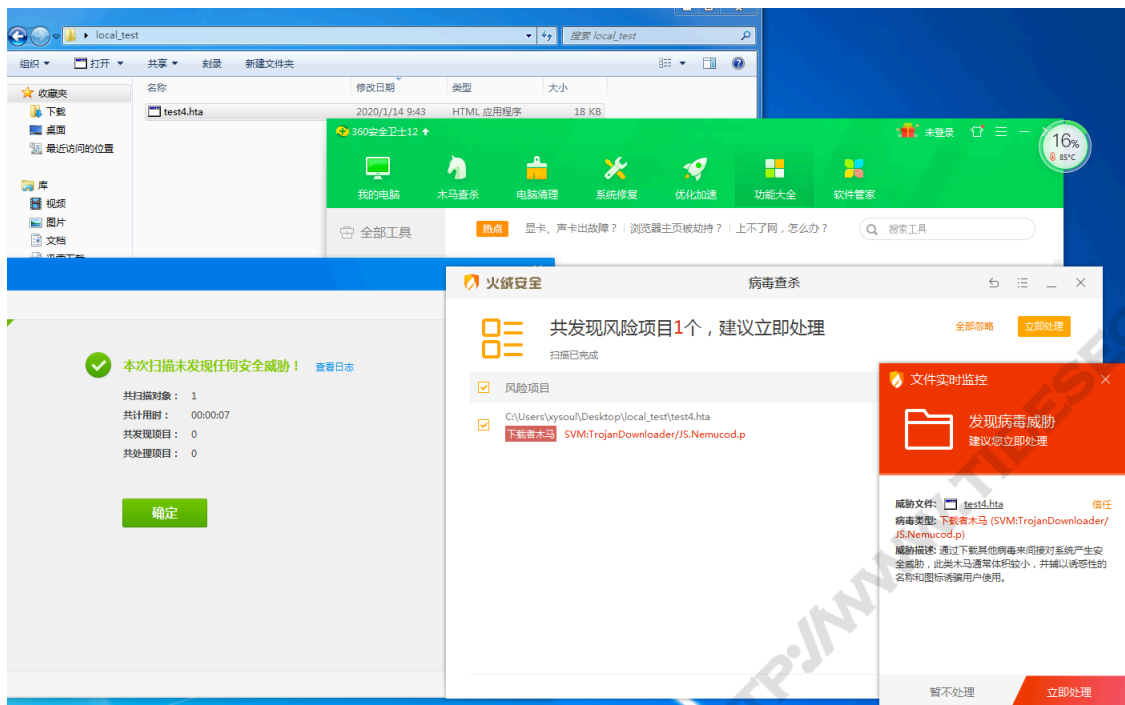 local_test
搜索 local_test
组织 打开 共享 刻录 新建文件夹
名称 修改日期 类型 大小
收藏夹
下载
桌面
最近访问的位置
库
视频
图片
文档
test4.hta 2020/1/14 9:43 HTML 应用程序 18 KB
360安全卫士12 未登录
16%
85°C
我的电脑 木马查杀 电脑清理 系统修复 优化加速 功能大全 软件管家
全部工具 热点 显卡、声卡出故障？ 浏览器主页被劫持？ 上不了网，怎么办？ 搜索工具
本次扫描未发现任何安全威胁！ 查看日志
共扫描对象： 1
共计用时： 00:00:07
共发现项目： 0
共处理项目： 0
确定
火绒安全 病毒查杀
共发现风险项目1个，建议立即处理 全部忽略 立即处理
扫描已完成
风险项目
C:\Users\xysoul\Desktop\local_test\test4.hta
下载者木马 SVM:TrojanDownloader/JS.Nemucod.p
文件实时监控
发现病毒威胁
建议您立即处理
威胁文件: test4.hta 信任
病毒类型: 下载者木马 (SVM:TrojanDownloader/
JS.Nemucod.p)
威胁描述: 通过下载其他病毒来间接对系统产生安
全威胁，此类木马通常体积较小，并辅以诱惑性的
名称和图标诱骗用户使用。
暂不处理 立即处理